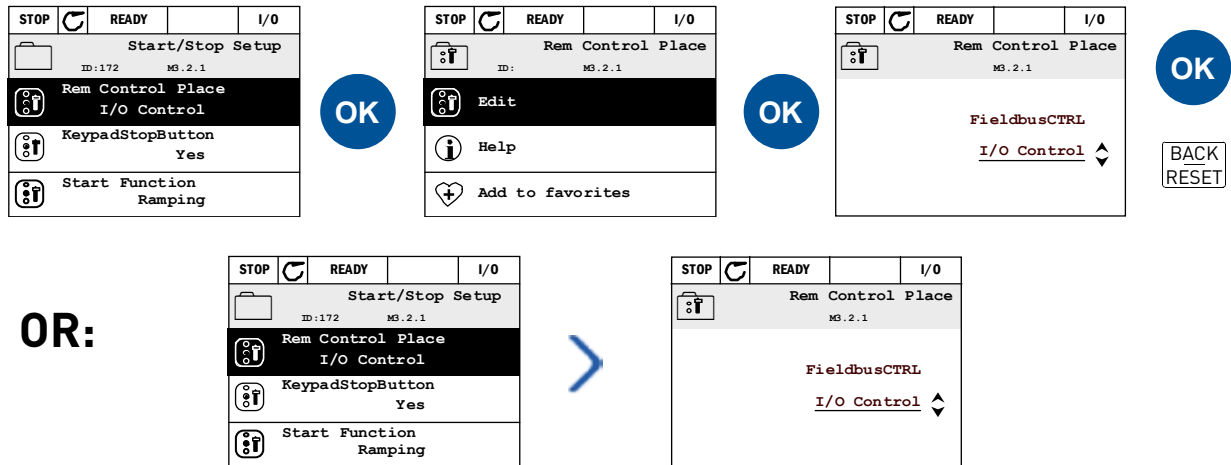 STOP READY I/O
Start/Stop Setup
ID:172 M3.2.1
Rem Control Place
I/O Control
KeypadStopButton
Yes
Start Function
Ramping
OK
STOP READY I/O
Rem Control Place
ID: M3.2.1
Edit
Help
Add to favorites
OK
STOP READY I/O
Rem Control Place
M3.2.1
FieldbusCTRL
I/O Control
OK
BACK
RESET
OR:
STOP READY I/O
Start/Stop Setup
ID:172 M3.2.1
Rem Control Place
I/O Control
KeypadStopButton
Yes
Start Function
Ramping
STOP READY I/O
Rem Control Place
M3.2.1
FieldbusCTRL
I/O Control